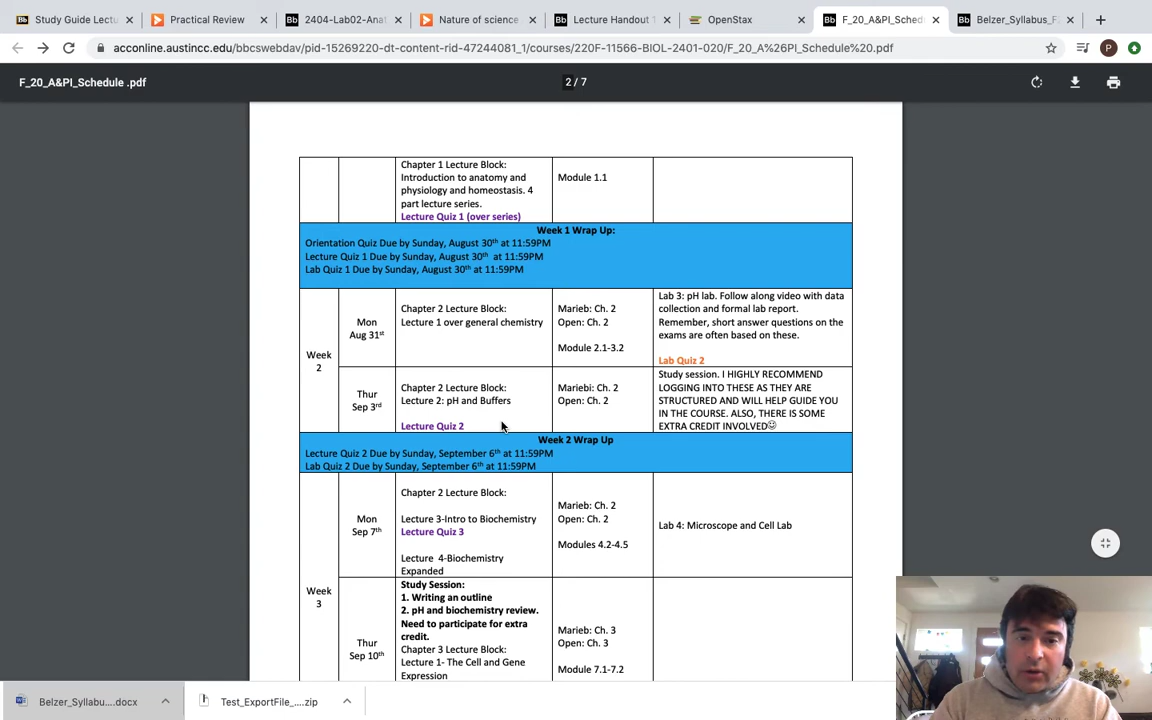 Study Guide Lectu
Practical Review
2404-Lab02-Ana
Nature of science
Lecture Handout 1
OpenStax
F_20_A&PI_Sched
Belzer_Syllabus_F
acconline.austincc.edu/bbcswebdav/pid-15269220-dt-content-rid-47244081_1/courses/220F-11566-BIOL-2401-020/F_20_A%26PI_Schedule%20.pdf
P
F_20_A&PI_Schedule .pdf
2 / 7
Chapter 1 Lecture Block:
Introduction to anatomy and
physiology and homeostasis. 4
part lecture series.
Lecture Quiz 1 (over series)
Module 1.1
Week 1 Wrap Up:
Orientation Quiz Due by Sunday, August 30th at 11:59PM
Lecture Quiz 1 Due by Sunday, August 30th at 11:59PM
Lab Quiz 1 Due by Sunday, August 30th at 11:59PM
Week
2
Mon
Aug 31st
Chapter 2 Lecture Block:
Lecture 1 over general chemistry
Marieb: Ch. 2
Open: Ch. 2
Module 2.1-3.2
Lab 3: pH lab. Follow along video with data
collection and formal lab report.
Remember, short answer questions on the
exams are often based on these.
Lab Quiz 2
Thur
Sep 3rd
Chapter 2 Lecture Block:
Lecture 2: pH and Buffers
Lecture Quiz 2
Mariebi: Ch. 2
Open: Ch. 2
Study session. I HIGHLY RECOMMEND
LOGGING INTO THESE AS THEY ARE
STRUCTURED AND WILL HELP GUIDE YOU
IN THE COURSE. ALSO, THERE IS SOME
EXTRA CREDIT INVOLVED☺
Week 2 Wrap Up
Lecture Quiz 2 Due by Sunday, September 6th at 11:59PM
Lab Quiz 2 Due by Sunday, September 6th at 11:59PM
Week
3
Mon
Sep 7th
Chapter 2 Lecture Block:
Lecture 3-Intro to Biochemistry
Lecture Quiz 3
Lecture 4-Biochemistry
Expanded
Marieb: Ch. 2
Open: Ch. 2
Modules 4.2-4.5
Lab 4: Microscope and Cell Lab
Thur
Sep 10th
Study Session:
1. Writing an outline
2. pH and biochemistry review.
Need to participate for extra
credit.
Chapter 3 Lecture Block:
Lecture 1- The Cell and Gene
Expression
Marieb: Ch. 3
Open: Ch. 3
Module 7.1-7.2
Belzer_Syllabu....docx
Test_ExportFile_....zip